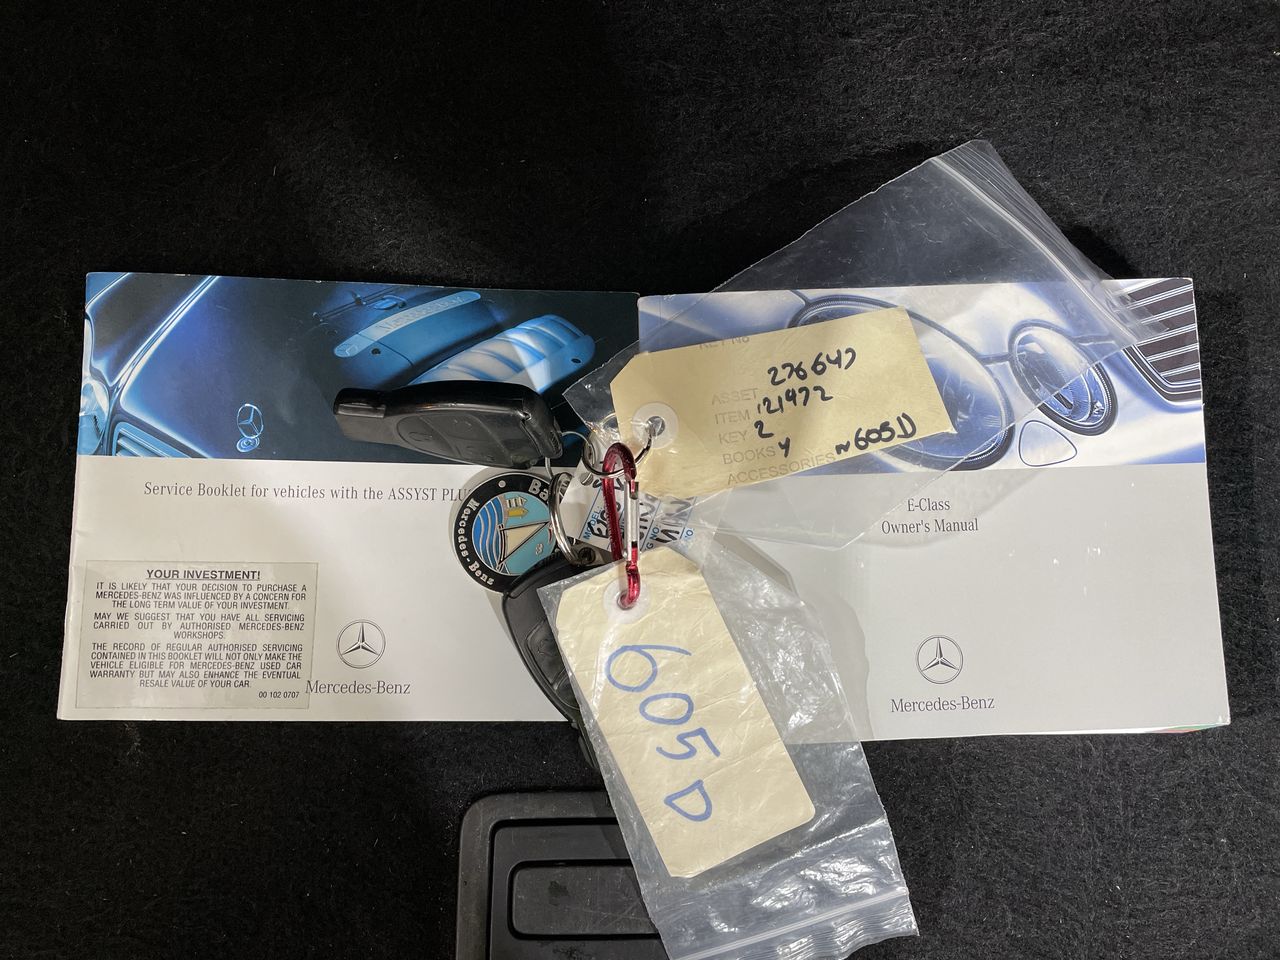 Service Booklet for vehicles with the ASSYST PLU
YOUR INVESTMENT!
IT IS LIKELY THAT YOUR DECISION TO PURCHASE A
MERCEDES-BENZ WAS INFLUENCED BY A CONCERN FOR
THE LONG TERM VALUE OF YOUR INVESTMENT.
MAY WE SUGGEST THAT YOU HAVE ALL SERVICING
CARRIED OUT BY AUTHORISED MERCEDES-BENZ
WORKSHOPS.
THE RECORD OF REGULAR AUTHORISED SERVICING
CONTAINED IN THIS BOOKLET WILL NOT ONLY MAKE THE
VEHICLE ELIGIBLE FOR MERCEDES-BENZ USED CAR
WARRANTY BUT MAY ALSO ENHANCE THE EVENTUAL
RESALE VALUE OF YOUR CAR.
00 102 0707
Mercedes-Benz
Mercedes-Benz
ASSET 276647
ITEM 121972
KEY 2
BOOKS Y
ACCESSORIES N 605D
605D
E-Class
Owner's Manual
Mercedes-Benz